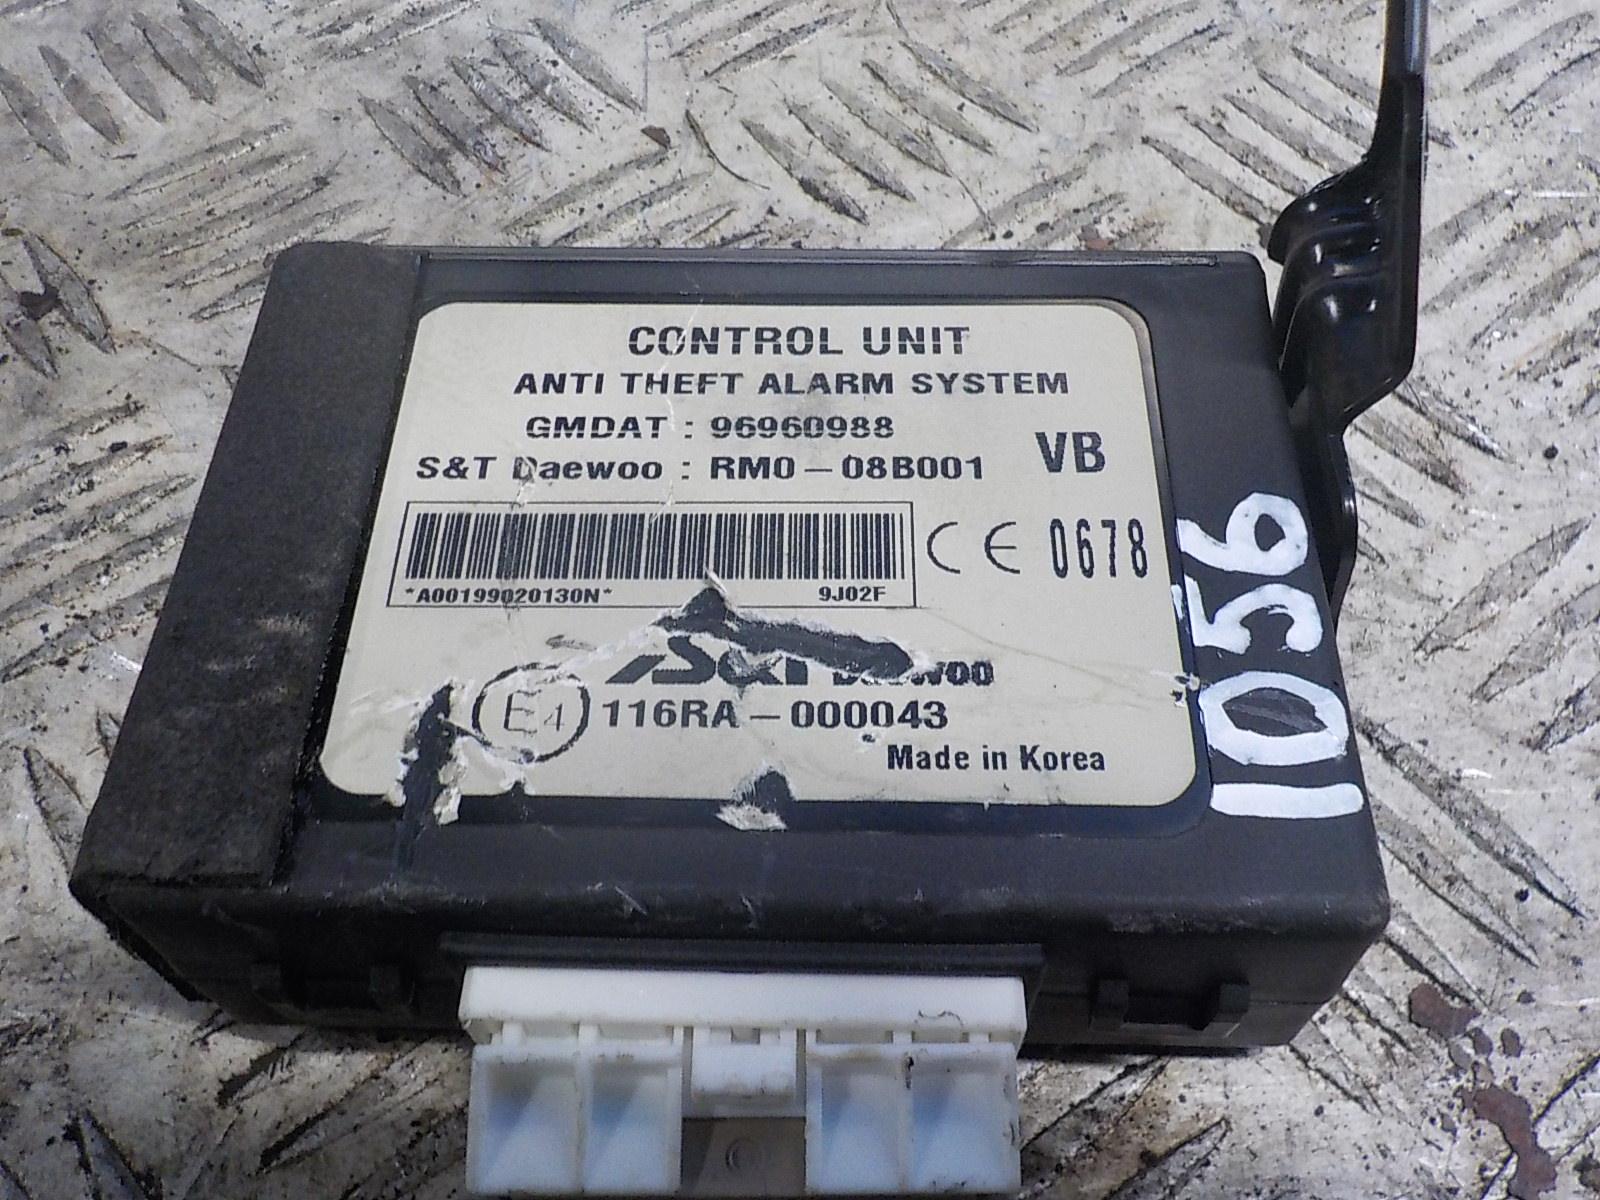 CONTROL UNIT
ANTI THEFT ALARM SYSTEM
GMDAT : 96960988
S&T Daewoo : RM0 - 08B001
VB
*A00199020130N* 9J02F
CE 0678
S&T Daewoo
E4 116RA - 000043
Made in Korea
1056